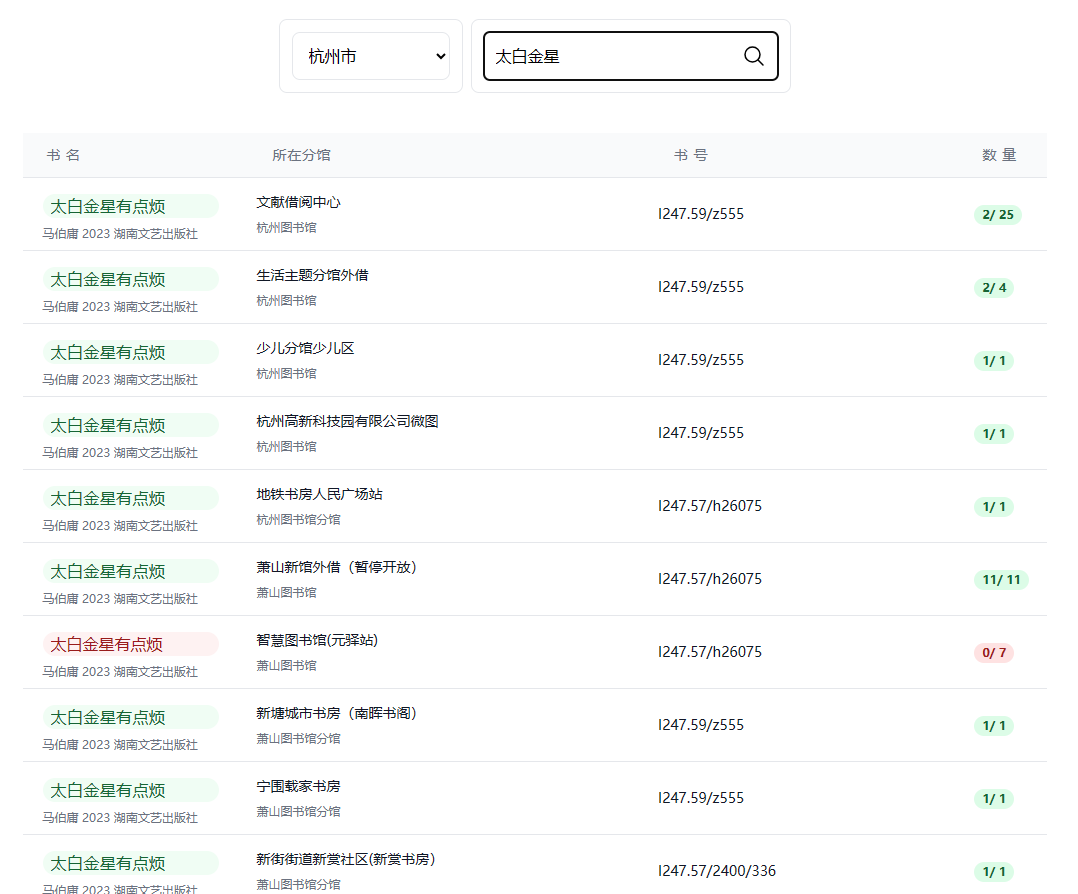 杭州市
太白金星
书 名 所在分馆 书 号 数 量
太白金星有点烦 文献借阅中心 I247.59/z555 2/ 25
马伯庸 2023 湖南文艺出版社 杭州图书馆
太白金星有点烦 生活主题分馆外借 I247.59/z555 2/ 4
马伯庸 2023 湖南文艺出版社 杭州图书馆
太白金星有点烦 少儿分馆少儿区 I247.59/z555 1/ 1
马伯庸 2023 湖南文艺出版社 杭州图书馆
太白金星有点烦 杭州高新科技园有限公司微图 I247.59/z555 1/ 1
马伯庸 2023 湖南文艺出版社 杭州图书馆
太白金星有点烦 地铁书房人民广场站 I247.57/h26075 1/ 1
马伯庸 2023 湖南文艺出版社 杭州图书馆分馆
太白金星有点烦 萧山新馆外借（暂停开放） I247.57/h26075 11/ 11
马伯庸 2023 湖南文艺出版社 萧山图书馆
太白金星有点烦 智慧图书馆(元驿站) I247.57/h26075 0/ 7
马伯庸 2023 湖南文艺出版社 萧山图书馆
太白金星有点烦 新塘城市书房（南晖书阁） I247.59/z555 1/ 1
马伯庸 2023 湖南文艺出版社 萧山图书馆分馆
太白金星有点烦 宁围载家书房 I247.59/z555 1/ 1
马伯庸 2023 湖南文艺出版社 萧山图书馆分馆
太白金星有点烦 新街街道新棠社区(新棠书房) I247.57/2400/336 1/ 1
马伯庸 2023 湖南文艺出版社 萧山图书馆分馆